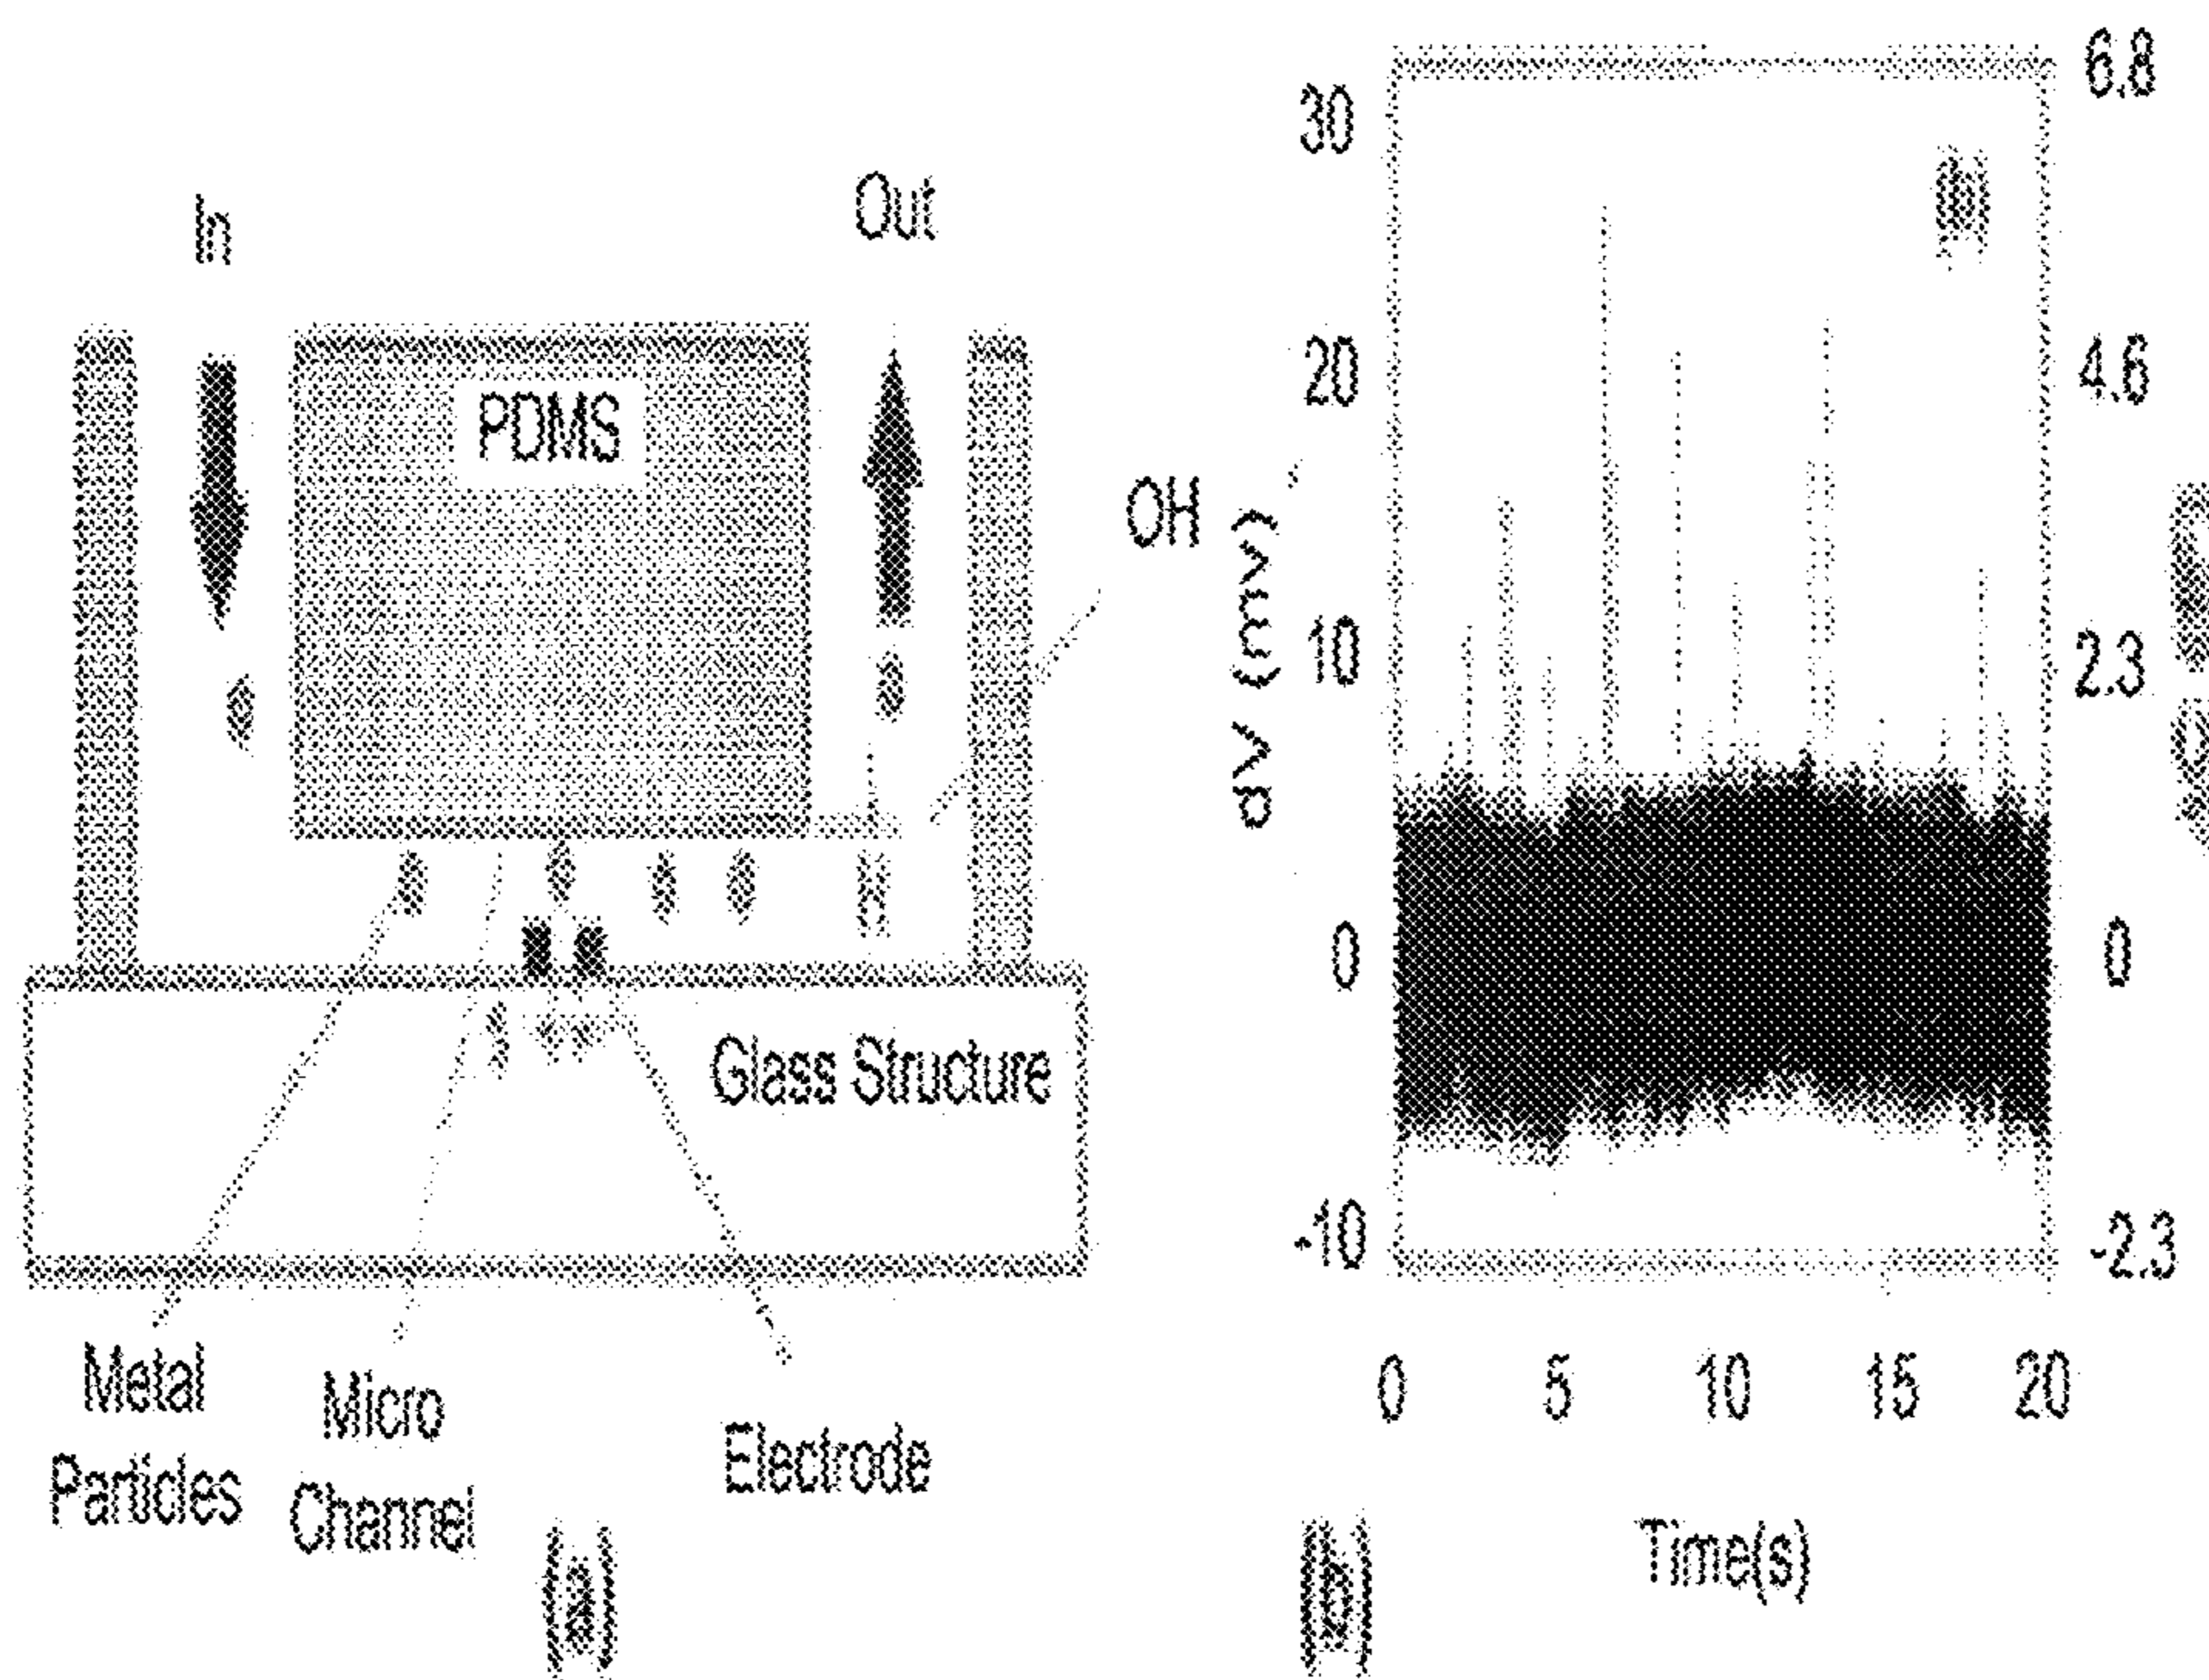 In
Out
PDMS
OH
Glass Structure
Metal
Particles
Micro
Channel
Electrode
(a)
30
20
10
0
-10
dV (mv)
6.8
4.6
2.3
0
-2.3
0 5 10 15 20
Time(s)
(b)